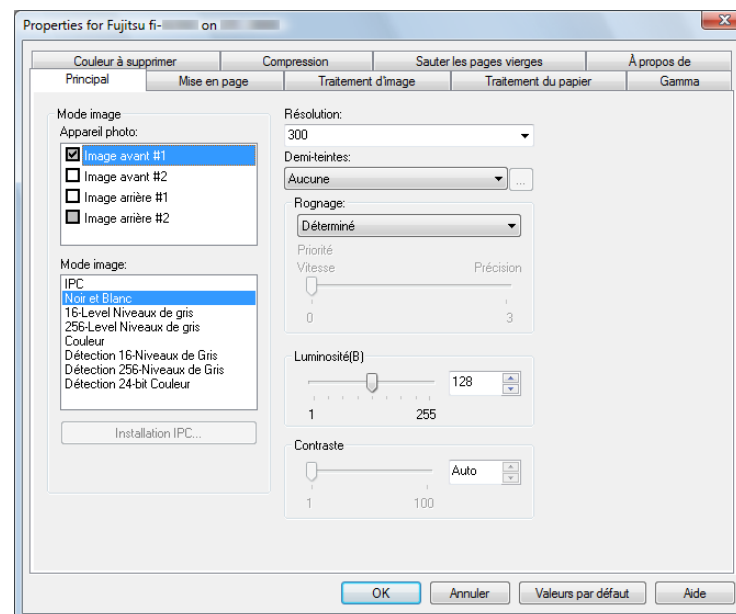 Properties for Fujitsu fi- on
Couleur à supprimer
Compression
Sauter les pages vierges
À propos de
Principal
Mise en page
Traitement d'image
Traitement du papier
Gamma
Mode image
Appareil photo:
Image avant #1
Image avant #2
Image arrière #1
Image arrière #2
Mode image:
IPC
Noir et Blanc
16-Level Niveaux de gris
256-Level Niveaux de gris
Couleur
Détection 16-Niveaux de Gris
Détection 256-Niveaux de Gris
Détection 24-bit Couleur
Installation IPC...
Résolution:
300
Demi-teintes:
Aucune
...
Rognage:
Déterminé
Priorité
Vitesse Précision
0 3
Luminosité(B)
128
1 255
Contraste
Auto
1 100
OK
Annuler
Valeurs par défaut
Aide